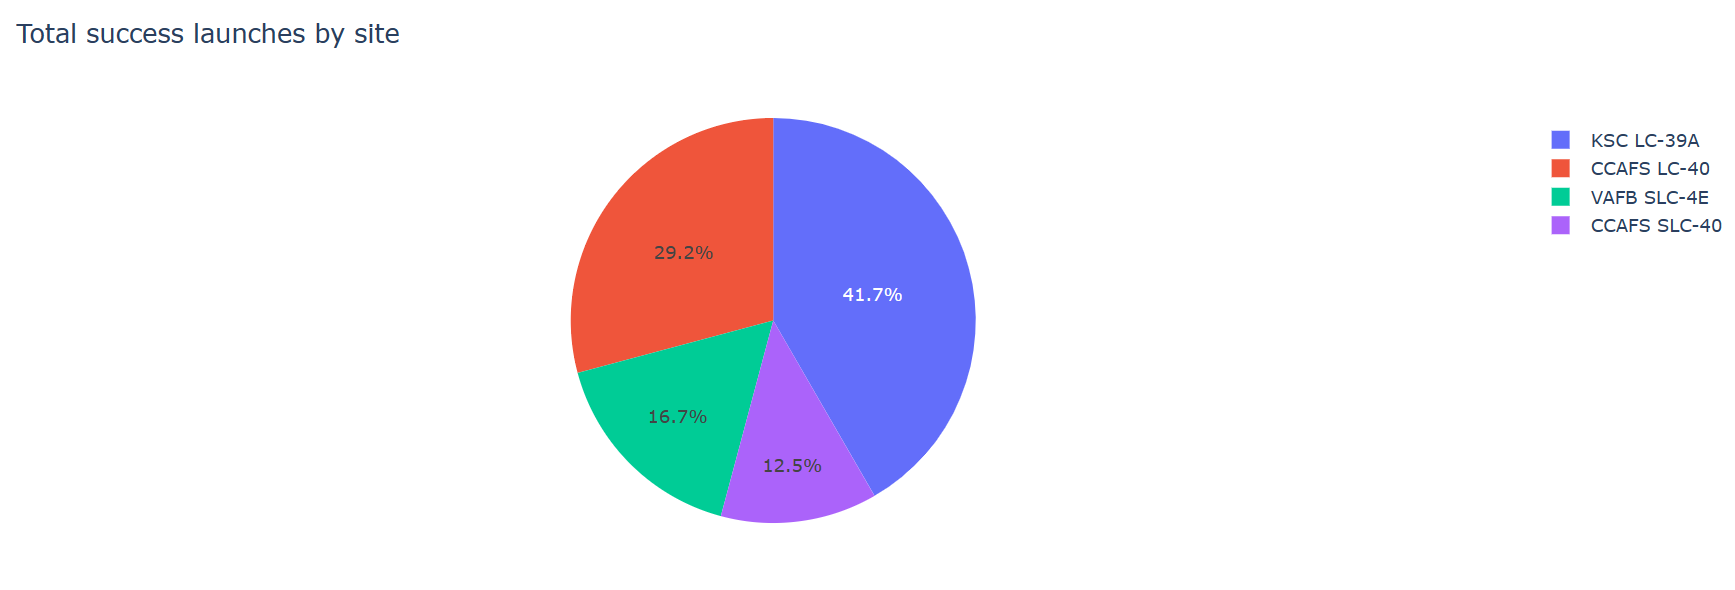 Total success launches by site
KSC LC-39A
CCAFS LC-40
VAFB SLC-4E
CCAFS SLC-40
29.2%
41.7%
16.7%
12.5%